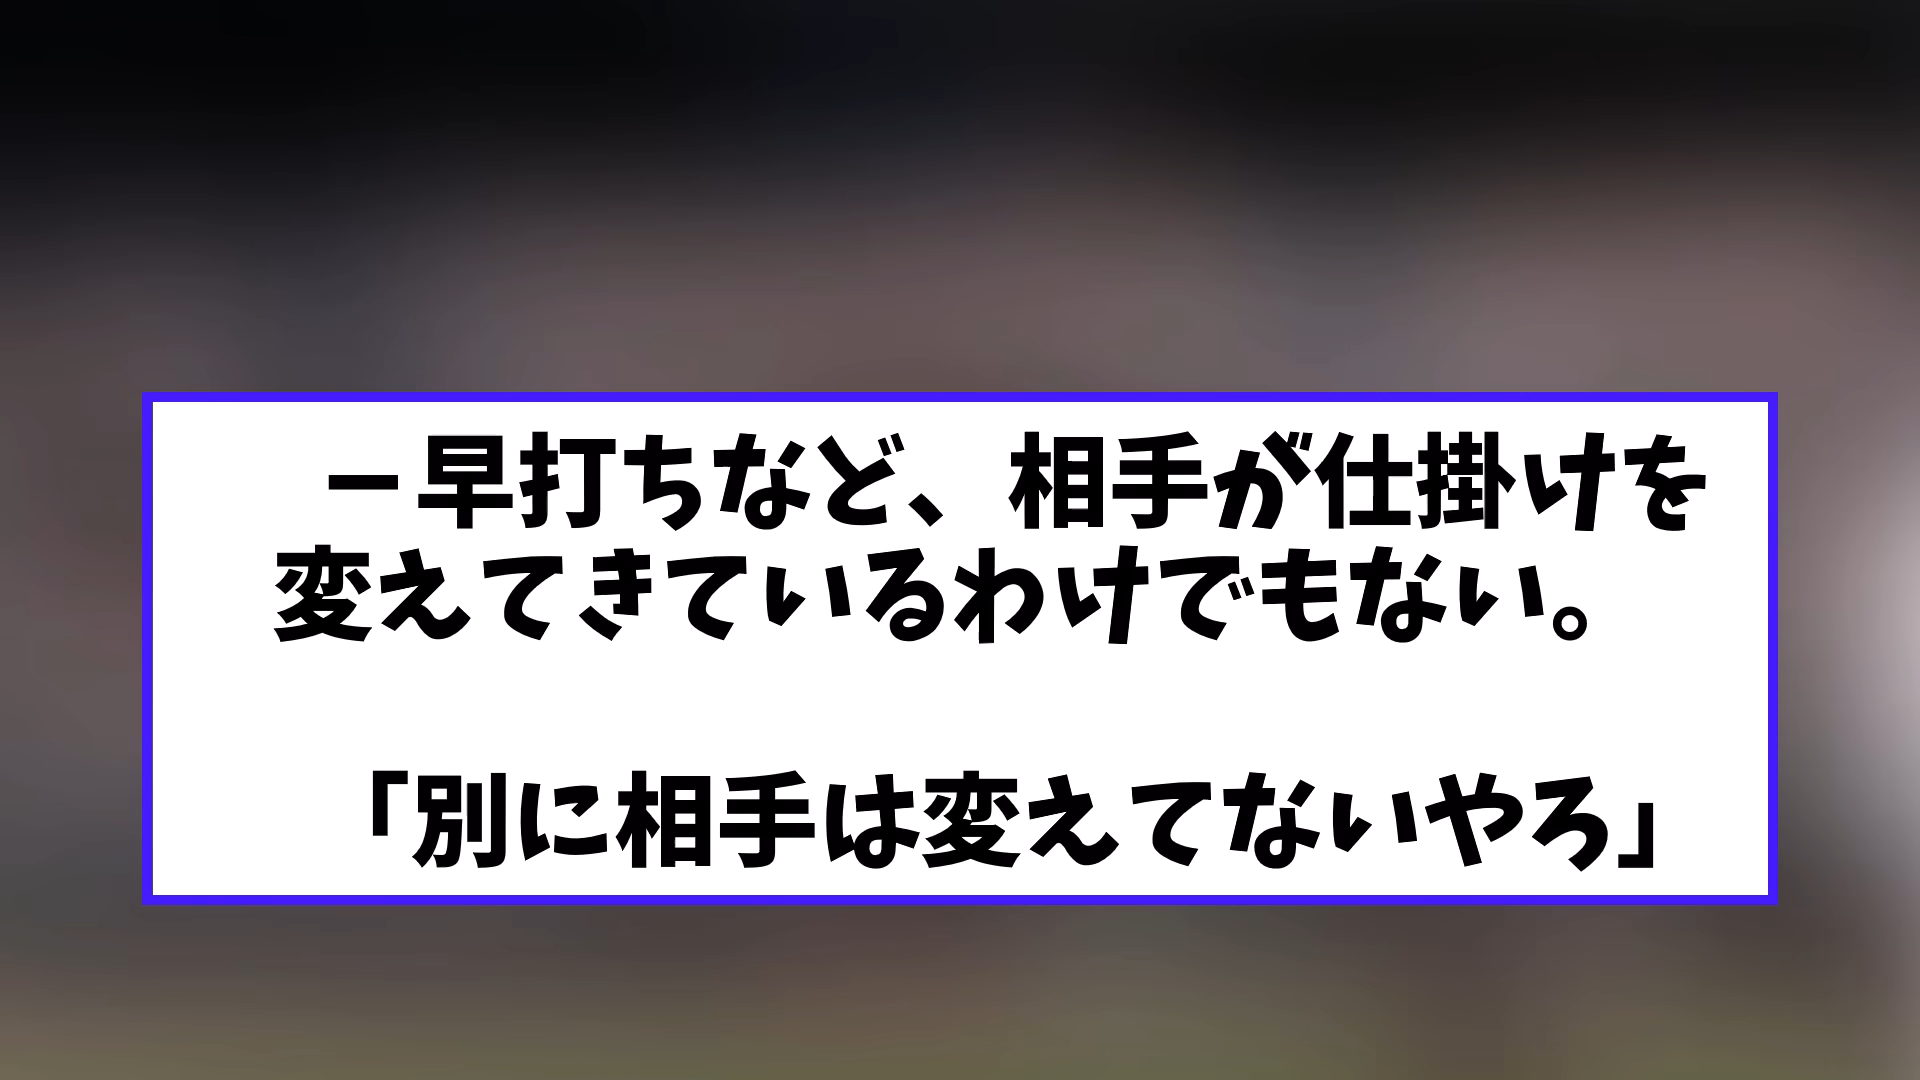 －早打ちなど、相手が仕掛けを
変えてきているわけでもない。
「別に相手は変えてないやろ」